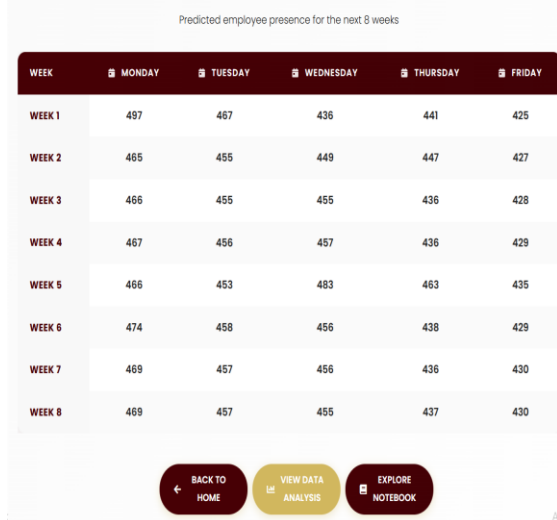 Predicted employee presence for the next 8 weeks
WEEK MONDAY TUESDAY WEDNESDAY THURSDAY FRIDAY
WEEK 1 497 467 436 441 425
WEEK 2 465 455 449 447 427
WEEK 3 466 455 455 436 428
WEEK 4 467 456 457 436 429
WEEK 5 466 453 483 463 435
WEEK 6 474 458 456 438 429
WEEK 7 469 457 456 436 430
WEEK 8 469 457 455 437 430
BACK TO
HOME
VIEW DATA
ANALYSIS
EXPLORE
NOTEBOOK